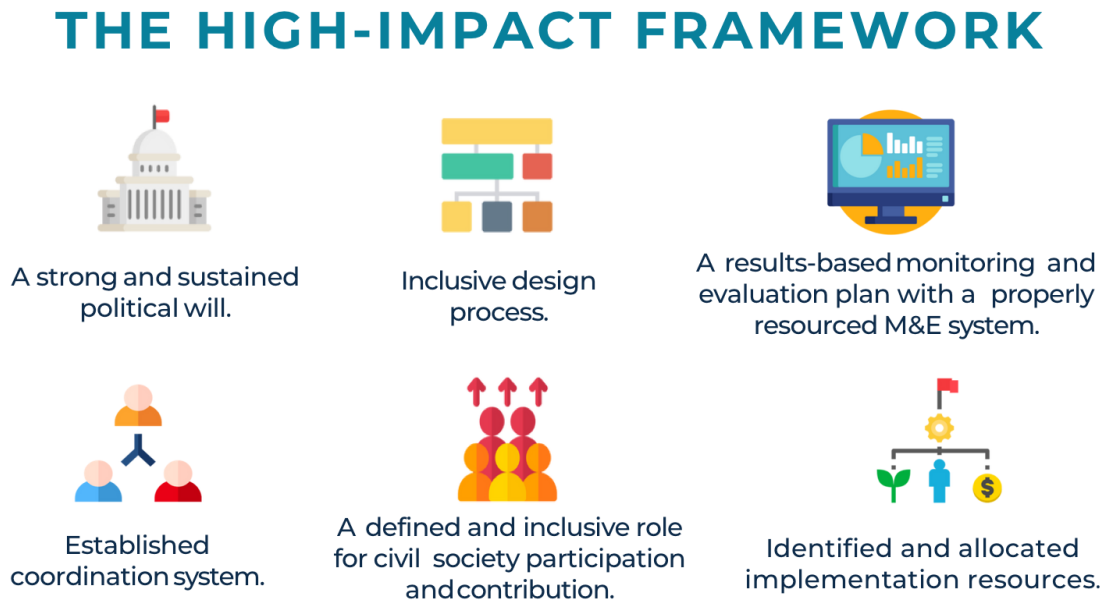 THE HIGH-IMPACT FRAMEWORK
A strong and sustained
political will.
Inclusive design
process.
A results-based monitoring and
evaluation plan with a properly
resourced M&E system.
Established
coordination system.
A defined and inclusive role
for civil society participation
and contribution.
Identified and allocated
implementation resources.
$